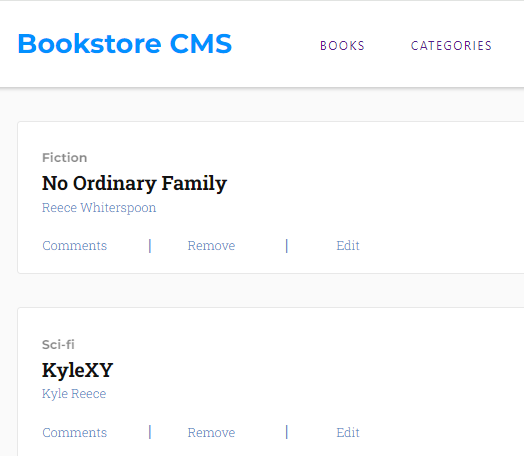 Bookstore CMS BOOKS CATEGORIES
Fiction
No Ordinary Family
Reece Whiterspoon
Comments | Remove | Edit
Sci-fi
KyleXY
Kyle Reece
Comments | Remove | Edit